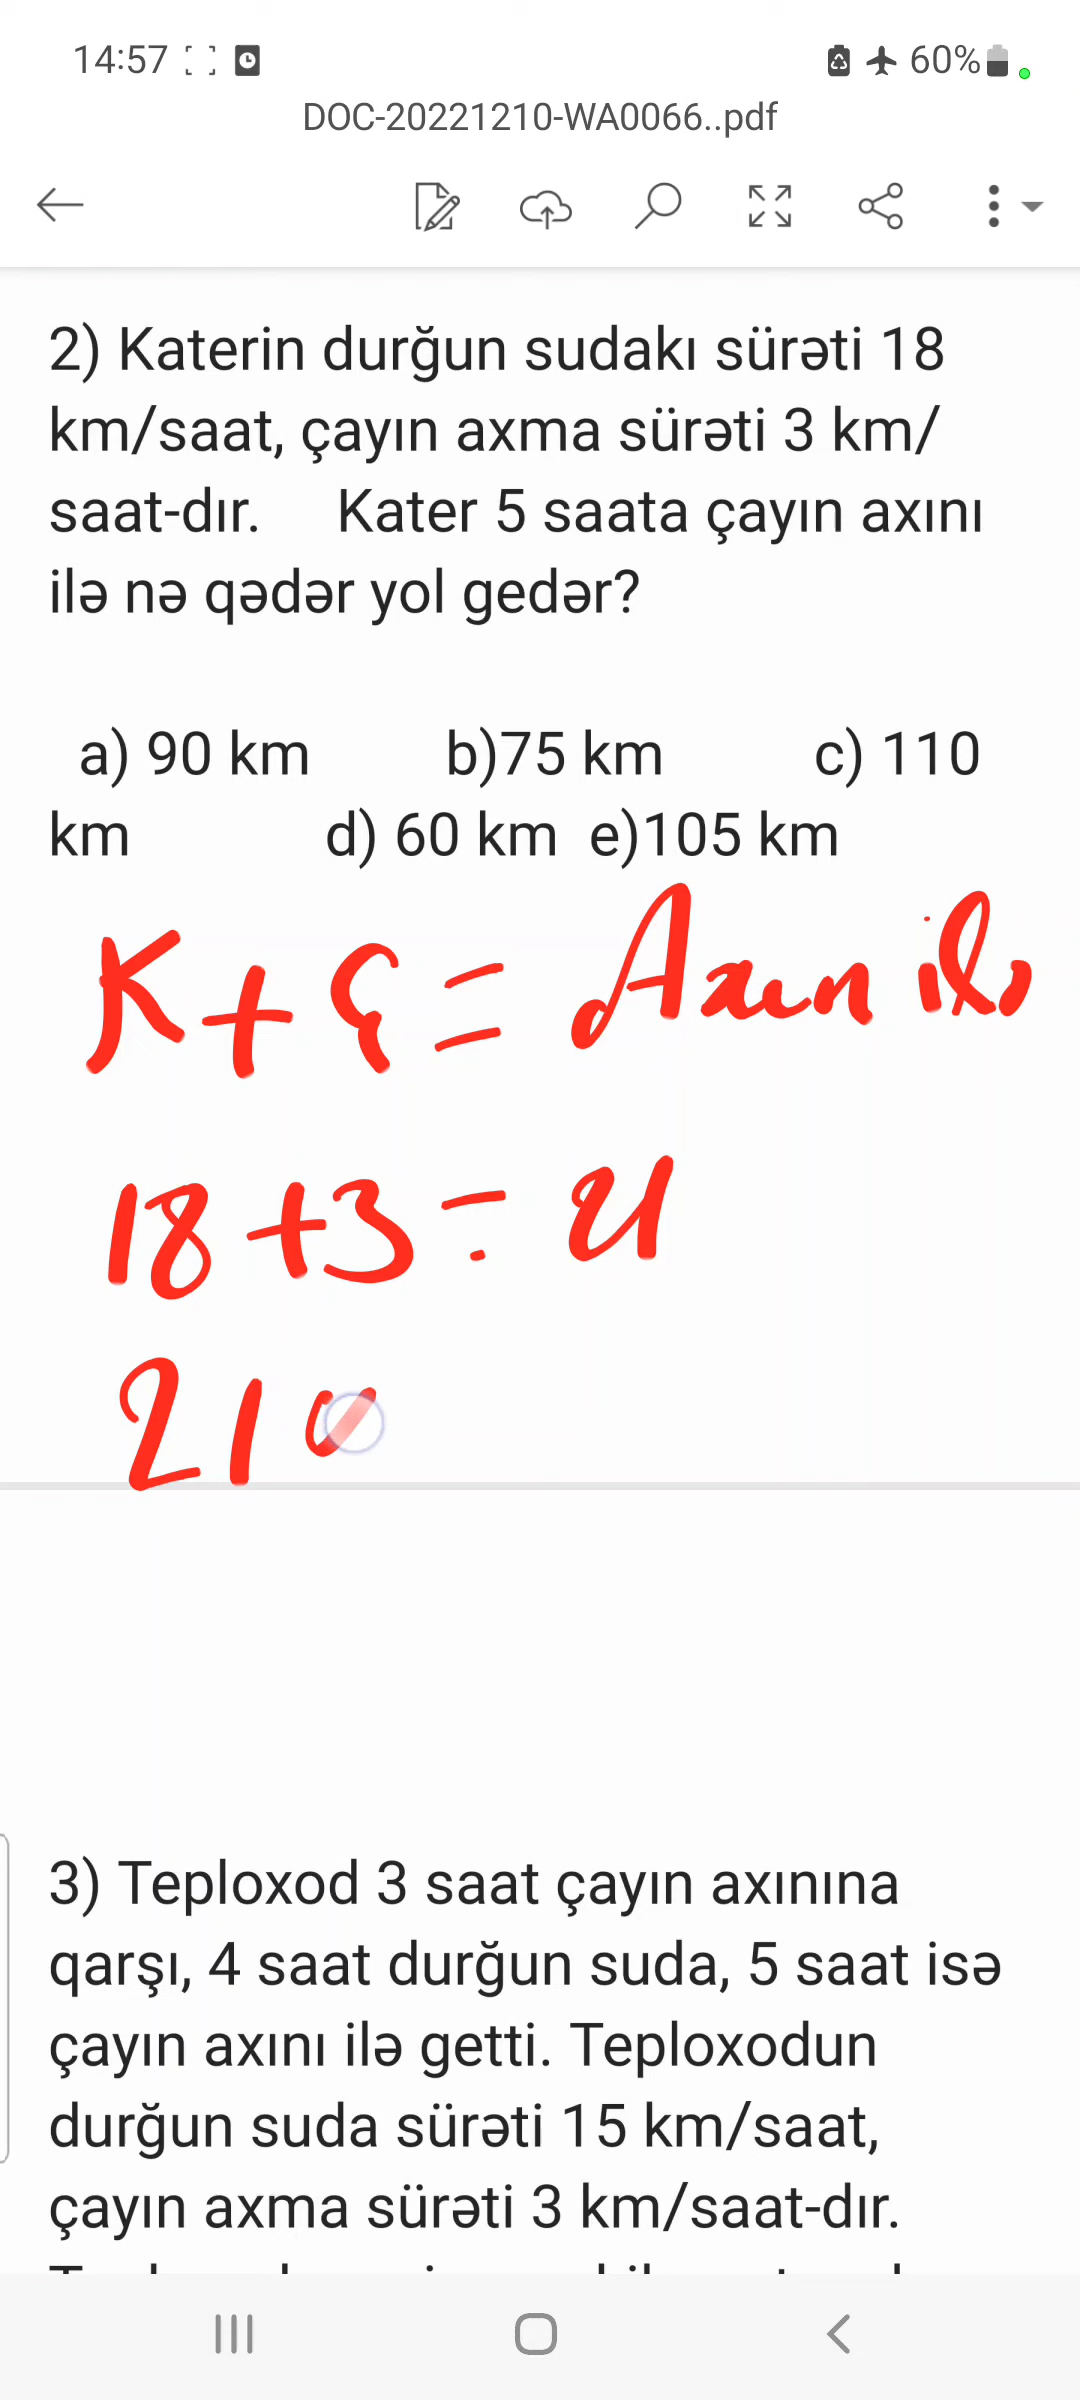 14:57 60%
DOC-20221210-WA0066..pdf
2) Katerin durğun sudakı sürəti 18
km/saat, çayın axma sürəti 3 km/
saat-dır. Kater 5 saata çayın axını
ilə nə qədər yol gedər?
a) 90 km b)75 km c) 110
km d) 60 km e)105 km
K+Ç = Axın ilə
18+3= 21
21
3) Teploxod 3 saat çayın axınına
qarşı, 4 saat durğun suda, 5 saat isə
çayın axını ilə getti. Teploxodun
durğun suda sürəti 15 km/saat,
çayın axma sürəti 3 km/saat-dır.